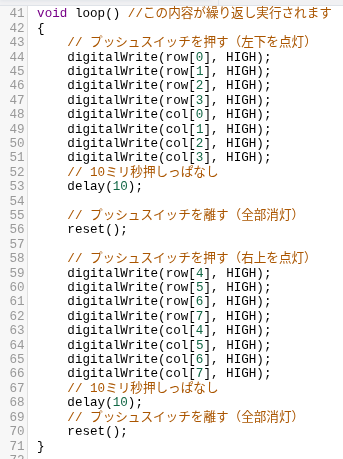 41 void loop() //この内容が繰り返し実行されます
42 {
43 // プッシュスイッチを押す（左下を点灯）
44 digitalWrite(row[0], HIGH);
45 digitalWrite(row[1], HIGH);
46 digitalWrite(row[2], HIGH);
47 digitalWrite(row[3], HIGH);
48 digitalWrite(col[0], HIGH);
49 digitalWrite(col[1], HIGH);
50 digitalWrite(col[2], HIGH);
51 digitalWrite(col[3], HIGH);
52 // 10ミリ秒押しっぱなし
53 delay(10);
54
55 // プッシュスイッチを離す（全部消灯）
56 reset();
57
58 // プッシュスイッチを押す（右上を点灯）
59 digitalWrite(row[4], HIGH);
60 digitalWrite(row[5], HIGH);
61 digitalWrite(row[6], HIGH);
62 digitalWrite(row[7], HIGH);
63 digitalWrite(col[4], HIGH);
64 digitalWrite(col[5], HIGH);
65 digitalWrite(col[6], HIGH);
66 digitalWrite(col[7], HIGH);
67 // 10ミリ秒押しっぱなし
68 delay(10);
69 // プッシュスイッチを離す（全部消灯）
70 reset();
71 }